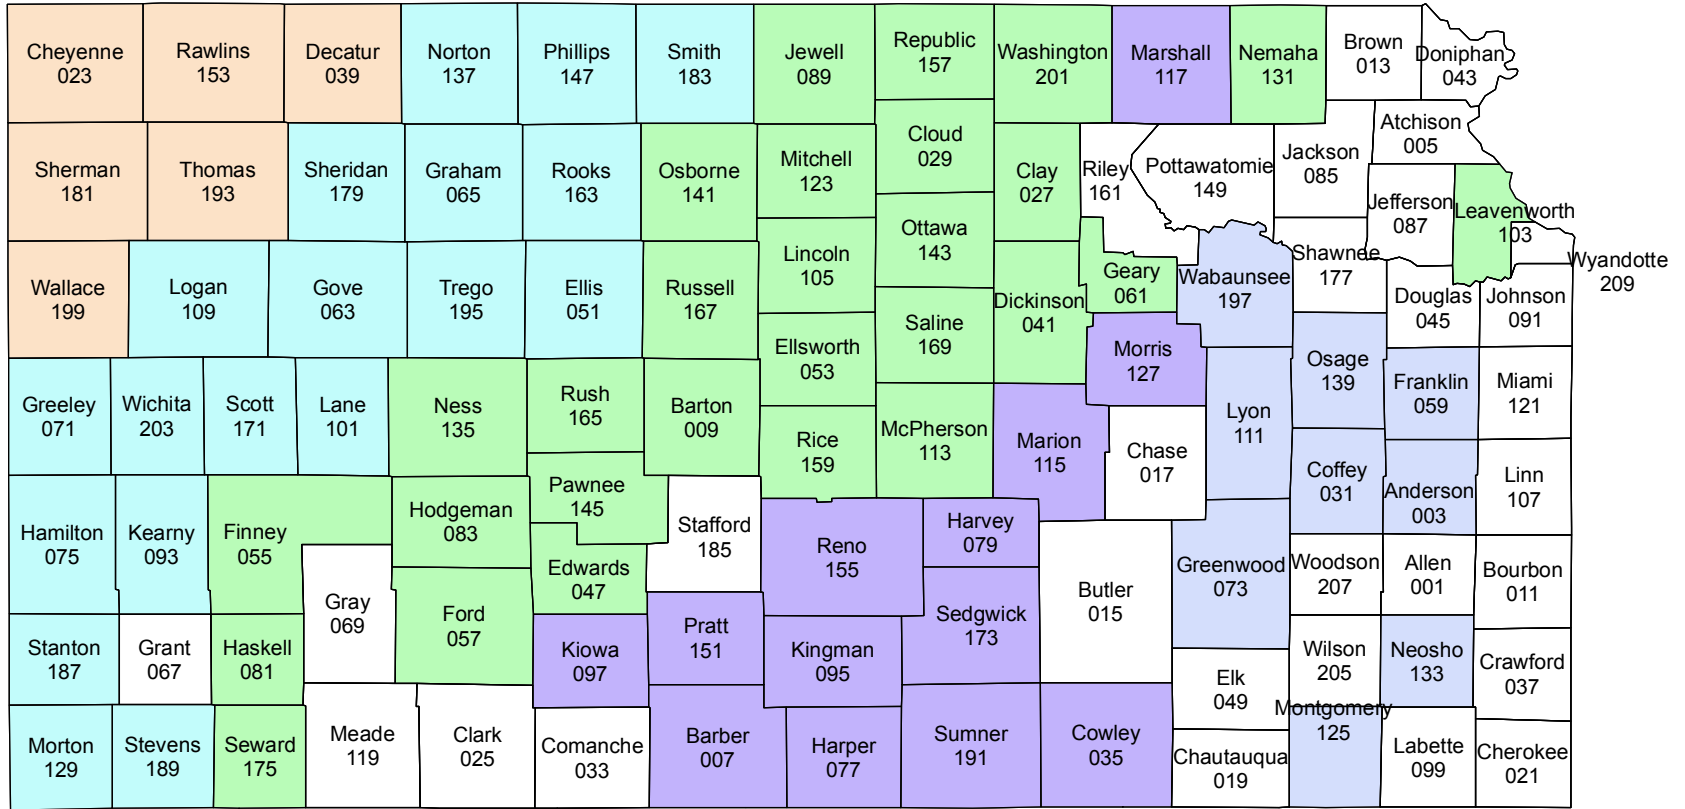 Cheyenne
023
Rawlins
153
Decatur
039
Norton
137
Phillips
147
Smith
183
Jewell
089
Republic
157
Washington
201
Marshall
117
Nemaha
131
Brown
013
Doniphan
043
Sherman
181
Thomas
193
Sheridan
179
Graham
065
Rooks
163
Osborne
141
Mitchell
123
Cloud
029
Clay
027
Riley
161
Pottawatomie
149
Jackson
085
Atchison
005
Jefferson
087
Leavenworth
103
Wyandotte
209
Wallace
199
Logan
109
Gove
063
Trego
195
Ellis
051
Russell
167
Lincoln
105
Ottawa
143
Dickinson
041
Geary
061
Wabaunsee
197
Shawnee
177
Douglas
045
Johnson
091
Ellsworth
053
Saline
169
Morris
127
Osage
139
Franklin
059
Miami
121
Greeley
071
Wichita
203
Scott
171
Lane
101
Ness
135
Rush
165
Barton
009
Rice
159
McPherson
113
Marion
115
Chase
017
Lyon
111
Coffey
031
Anderson
003
Linn
107
Hamilton
075
Kearny
093
Finney
055
Hodgeman
083
Pawnee
145
Stafford
185
Reno
155
Harvey
079
Butler
015
Greenwood
073
Woodson
207
Allen
001
Bourbon
011
Gray
069
Ford
057
Edwards
047
Pratt
151
Sedgwick
173
Stanton
187
Grant
067
Haskell
081
Kiowa
097
Kingman
095
Elk
049
Wilson
205
Neosho
133
Crawford
037
Morton
129
Stevens
189
Seward
175
Meade
119
Clark
025
Comanche
033
Barber
007
Harper
077
Sumner
191
Cowley
035
Chautauqua
019
Montgomery
125
Labette
099
Cherokee
021